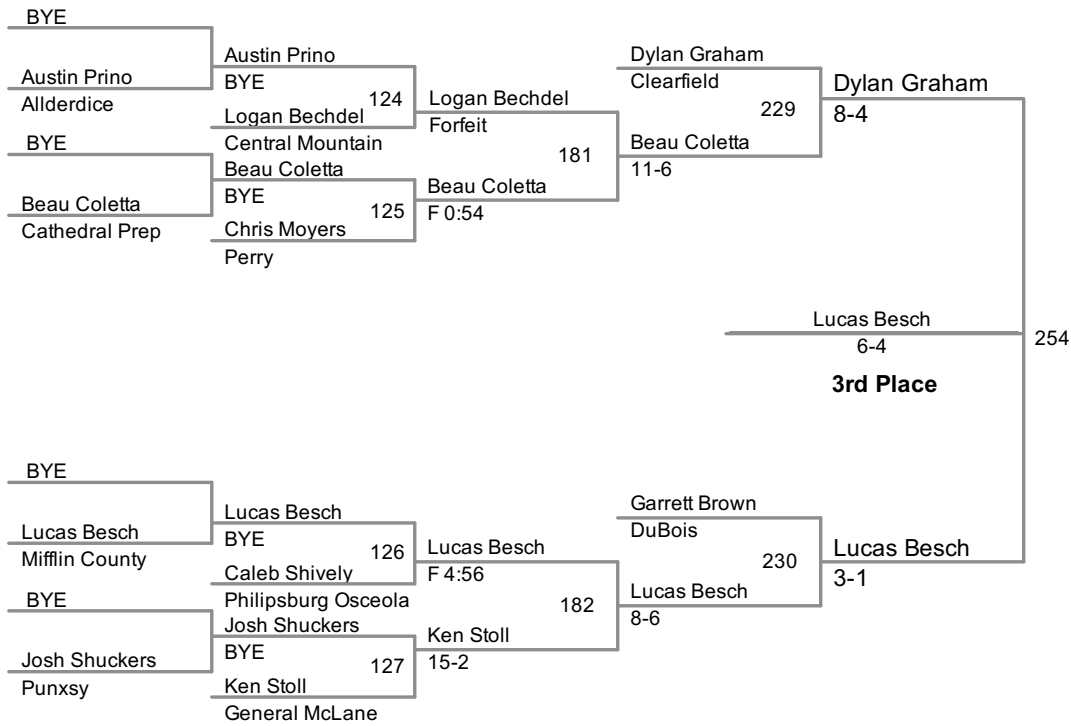 BYE
Austin Prino
Allderdice
BYE
Beau Coletta
Cathedral Prep
Austin Prino
BYE
124
Logan Bechdel
Central Mountain
Beau Coletta
BYE
125
Chris Moyers
Perry
Logan Bechdel
Forfeit
181
Beau Coletta
F 0:54
Dylan Graham
Clearfield
229
Beau Coletta
11-6
Dylan Graham
8-4
Lucas Besch
6-4
3rd Place
254
BYE
Lucas Besch
Mifflin County
BYE
Josh Shuckers
Punxsy
Lucas Besch
BYE
126
Caleb Shively
Philipsburg Osceola
Josh Shuckers
BYE
127
Ken Stoll
General McLane
Lucas Besch
F 4:56
182
Ken Stoll
15-2
Garrett Brown
DuBois
230
Lucas Besch
8-6
Lucas Besch
3-1